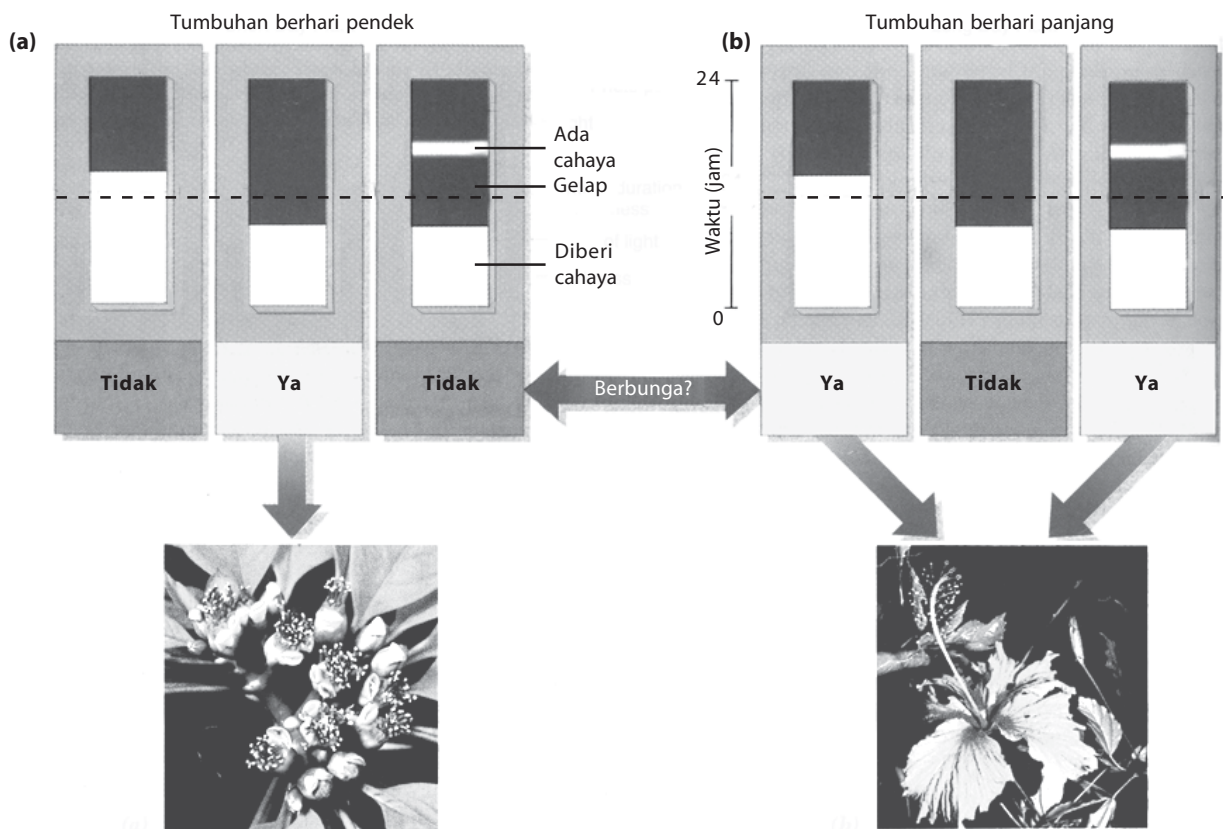 Tumbuhan berhari pendek
(a)
Ada
cahaya
Gelap
Diberi
cahaya
Tidak
Ya
Tidak
Berbunga?
Tumbuhan berhari panjang
(b)
24
Waktu (jam)
0
Ya
Tidak
Ya